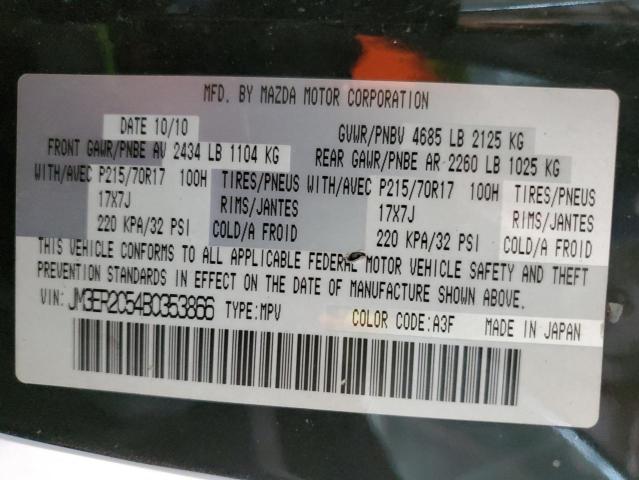 MFD. BY MAZDA MOTOR CORPORATION
DATE 10/10 GVWR/PNBV 4685 LB 2125 KG
FRONT GAWR/PNBE AV 2434 LB 1104 KG REAR GAWR/PNBE AR 2260 LB 1025 KG
WITH/AVEC P215/70R17 100H TIRES/PNEUS WITH/AVEC P215/70R17 100H TIRES/PNEUS
17X7J RIMS/JANTES 17X7J RIMS/JANTES
220 KPA/32 PSI COLD/A FROID 220 KPA/32 PSI COLD/A FROID
THIS VEHICLE CONFORMS TO ALL APPLICABLE FEDERAL MOTOR VEHICLE SAFETY AND THEFT
PREVENTION STANDARDS IN EFFECT ON THE DATE OF MANUFACTURE SHOWN ABOVE.
VIN: JM3ER2C54B0353866 TYPE: MPV COLOR CODE: A3F MADE IN JAPAN